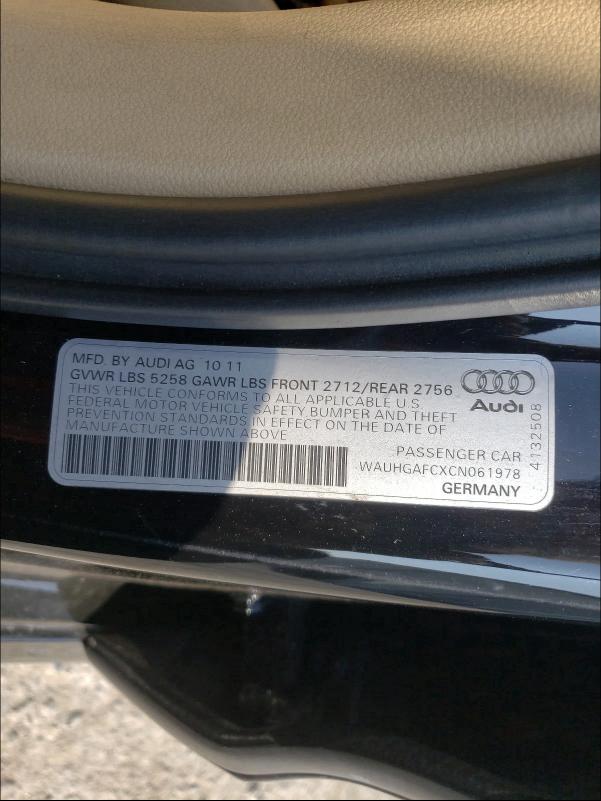 MFD. BY AUDI AG 10 11
GVWR LBS 5258 GAWR LBS FRONT 2712/REAR 2756
THIS VEHICLE CONFORMS TO ALL APPLICABLE U.S.
FEDERAL MOTOR VEHICLE SAFETY BUMPER AND THEFT
PREVENTION STANDARDS IN EFFECT ON THE DATE OF
MANUFACTURE SHOWN ABOVE
Audi
4132508
PASSENGER CAR
WAUHGAFCXCN061978
GERMANY